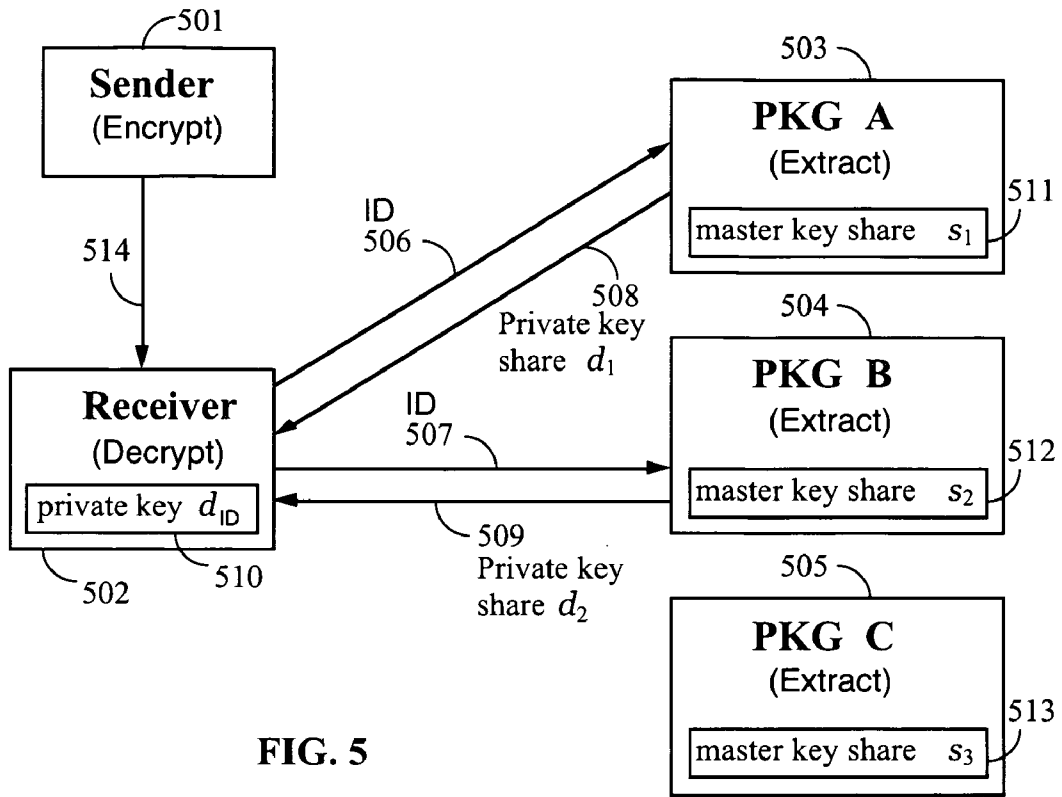 501
Sender
(Encrypt)
514
Receiver
(Decrypt)
private key d_ID
502
510
ID
506
508
Private key
share d₁
ID
507
509
Private key
share d₂
503
PKG A
(Extract)
master key share s₁
511
504
PKG B
(Extract)
master key share s₂
512
505
PKG C
(Extract)
master key share s₃
513
FIG. 5